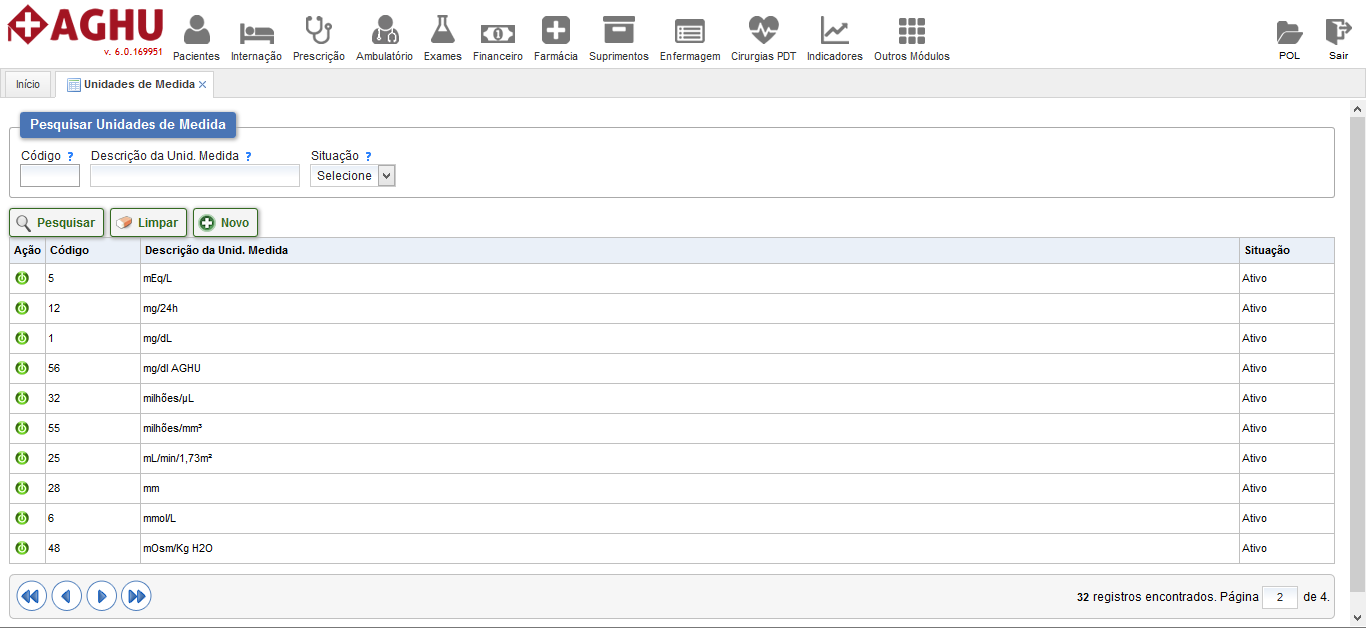 AGHU
v. 6.0.169951
Pacientes Internação Prescrição Ambulatório Exames Financeiro Farmácia Suprimentos Enfermagem Cirurgias PDT Indicadores Outros Módulos POL Sair
Início Unidades de Medida
Pesquisar Unidades de Medida
Código ? Descrição da Unid. Medida ? Situação ?
Selecione
Pesquisar Limpar Novo
Ação Código Descrição da Unid. Medida Situação
5 mEq/L Ativo
12 mg/24h Ativo
1 mg/dL Ativo
56 mg/dl AGHU Ativo
32 milhões/µL Ativo
55 milhões/mm³ Ativo
25 mL/min/1,73m² Ativo
28 mm Ativo
6 mmol/L Ativo
48 mOsm/Kg H2O Ativo
32 registros encontrados. Página 2 de 4.